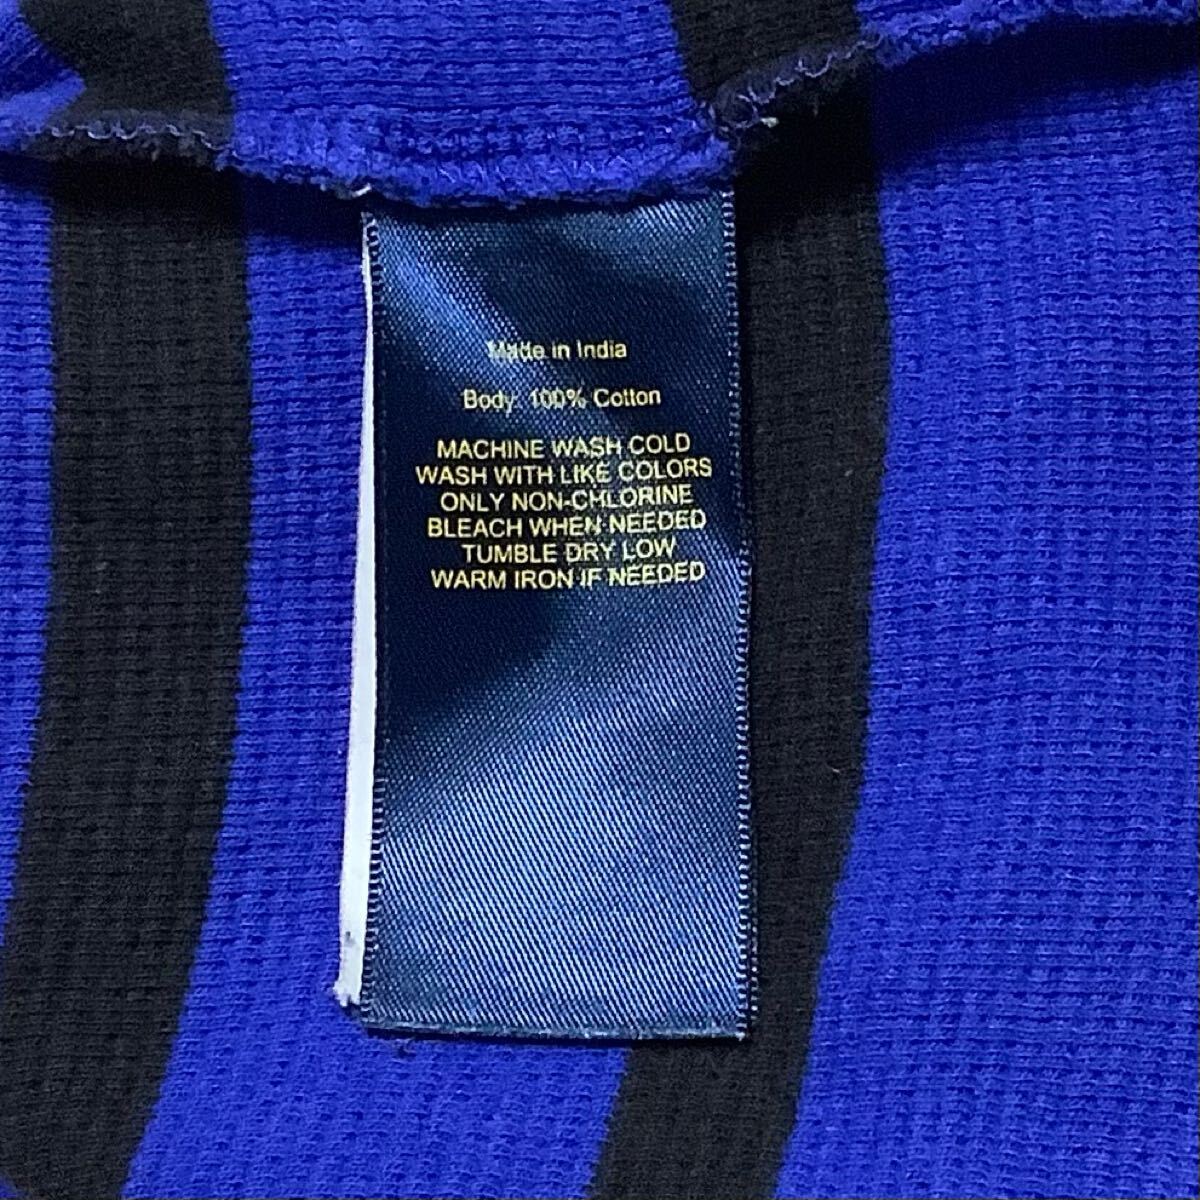 Made in India
Body: 100% Cotton
MACHINE WASH COLD
WASH WITH LIKE COLORS
ONLY NON-CHLORINE
BLEACH WHEN NEEDED
TUMBLE DRY LOW
WARM IRON IF NEEDED